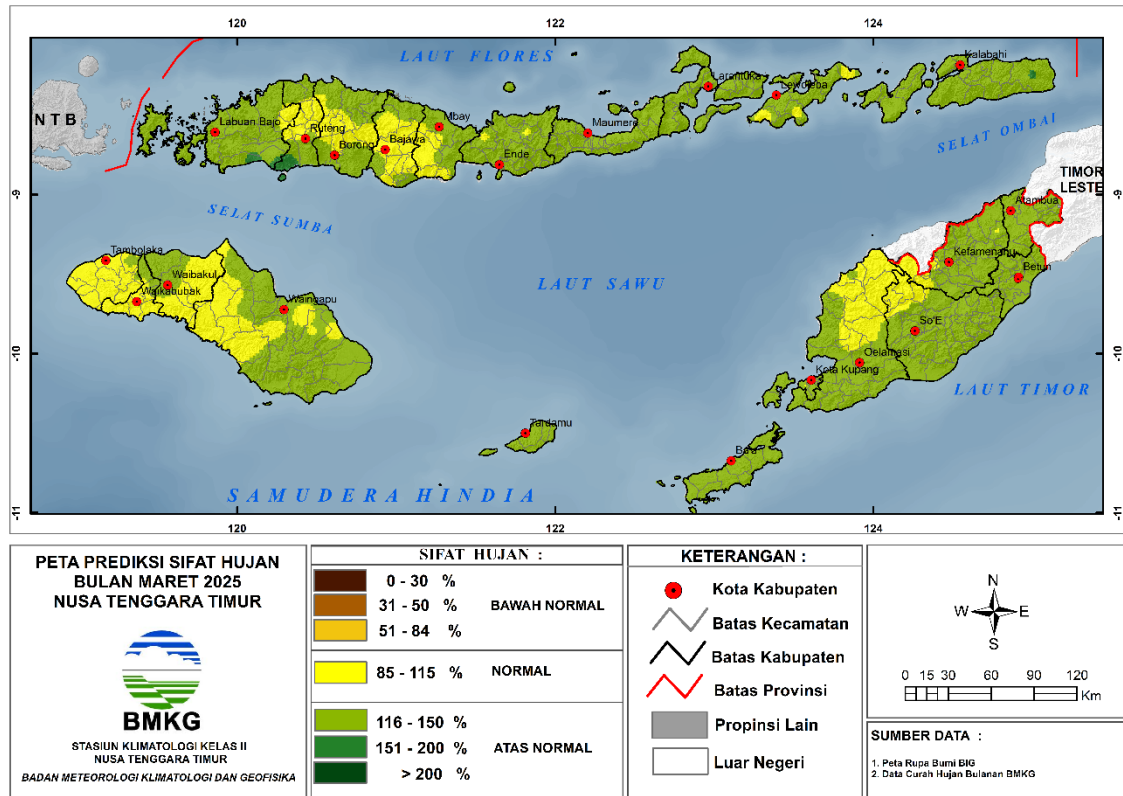 120
122
124
LAUT FLORES
Kalabahi
Larantuka
Lewoleba
NTB
Labuan Bajo
Ruteng
Mbay
Maumere
Borong
Bajawa
Ende
SELAT OMBAI
TIMOR
LESTE
-9
-9
SELAT SUMBA
Atambua
Tambolaka
Waibakul
Kefamenanu
Betun
Waikabubak
LAUT SAWU
Waingapu
So'E
-10
-10
Oelamasi
Kota Kupang
LAUT TIMOR
Tardamu
Ba'a
SAMUDERA HINDIA
-11
-11
120
122
124
PETA PREDIKSI SIFAT HUJAN
BULAN MARET 2025
NUSA TENGGARA TIMUR
BMKG
STASIUN KLIMATOLOGI KELAS II
NUSA TENGGARA TIMUR
BADAN METEOROLOGI KLIMATOLOGI DAN GEOFISIKA
SIFAT HUJAN :
0 - 30 %
31 - 50 % BAWAH NORMAL
51 - 84 %
85 - 115 % NORMAL
116 - 150 %
151 - 200 % ATAS NORMAL
> 200 %
KETERANGAN :
Kota Kabupaten
Batas Kecamatan
Batas Kabupaten
Batas Provinsi
Propinsi Lain
Luar Negeri
N
W E
S
0 15 30 60 90 120
Km
SUMBER DATA :
1. Peta Rupa Bumi BIG
2. Data Curah Hujan Bulanan BMKG